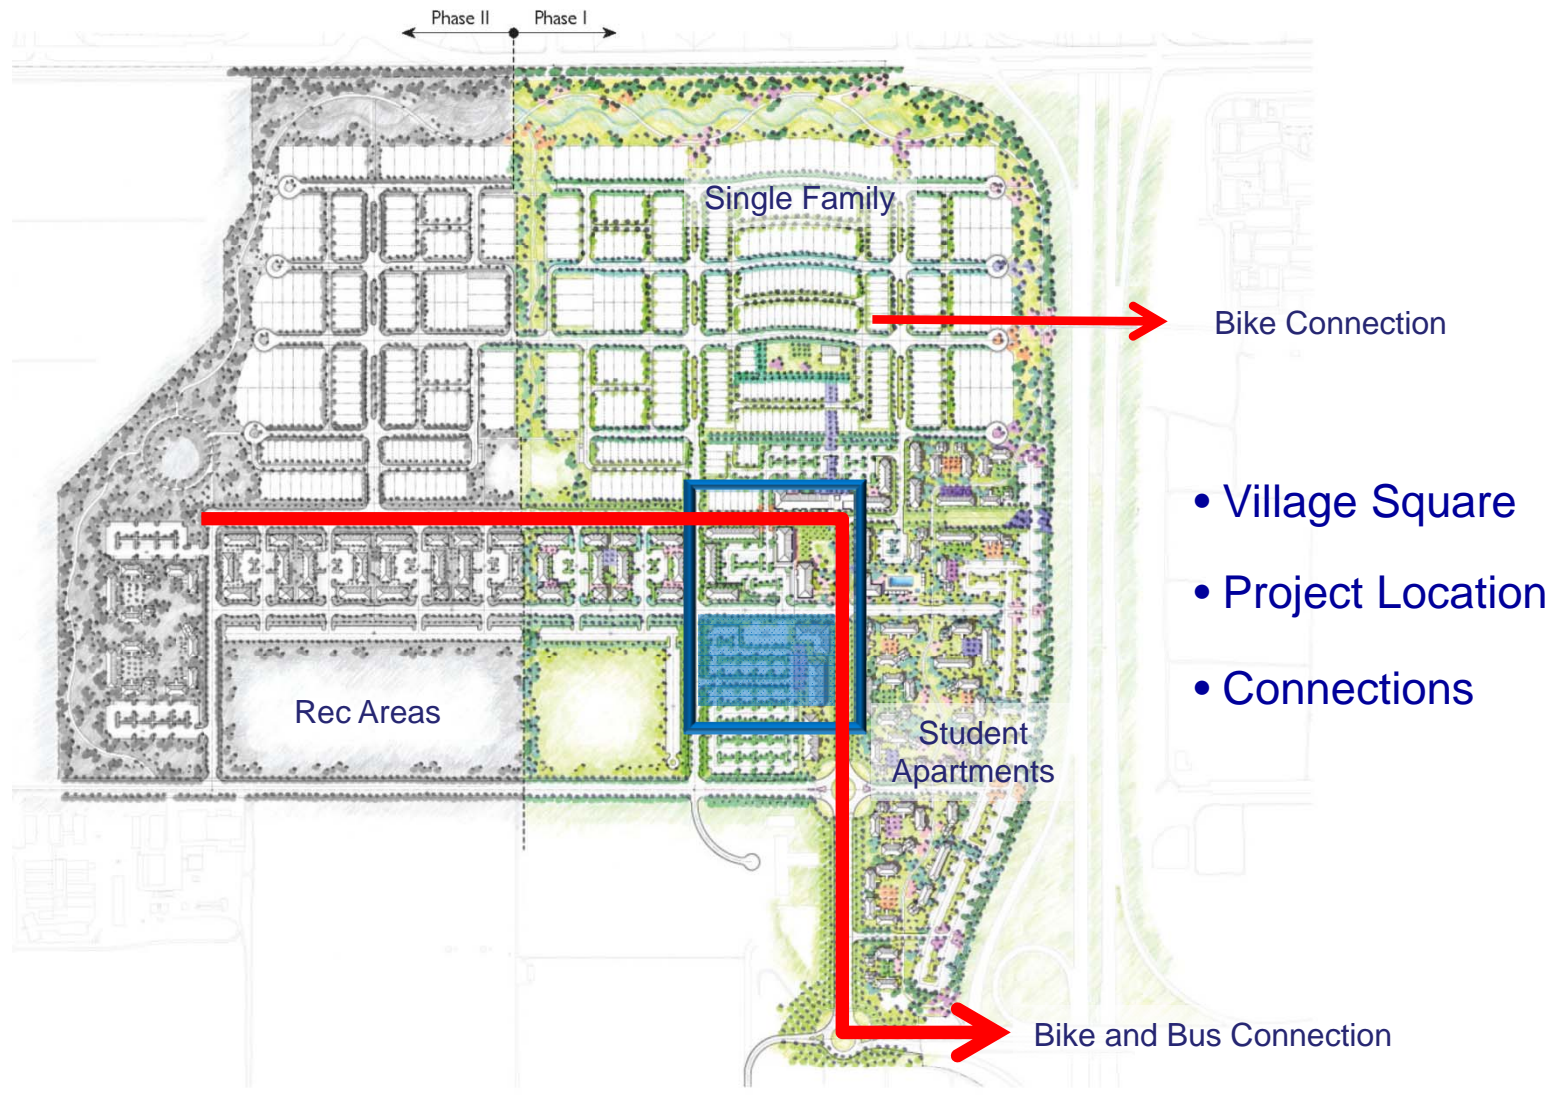 Phase II
Phase I
Single Family
Bike Connection
• Village Square
• Project Location
• Connections
Rec Areas
Student
Apartments
Bike and Bus Connection